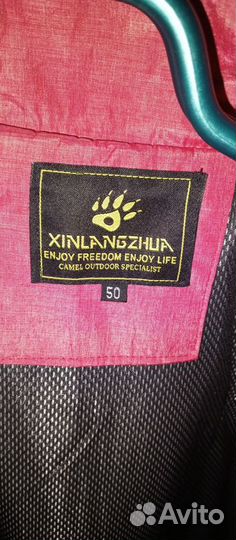 XINLANGZHUA
ENJOY FREEDOM ENJOY LIFE
CAMEL OUTDOOR SPECIALIST
50
Avito